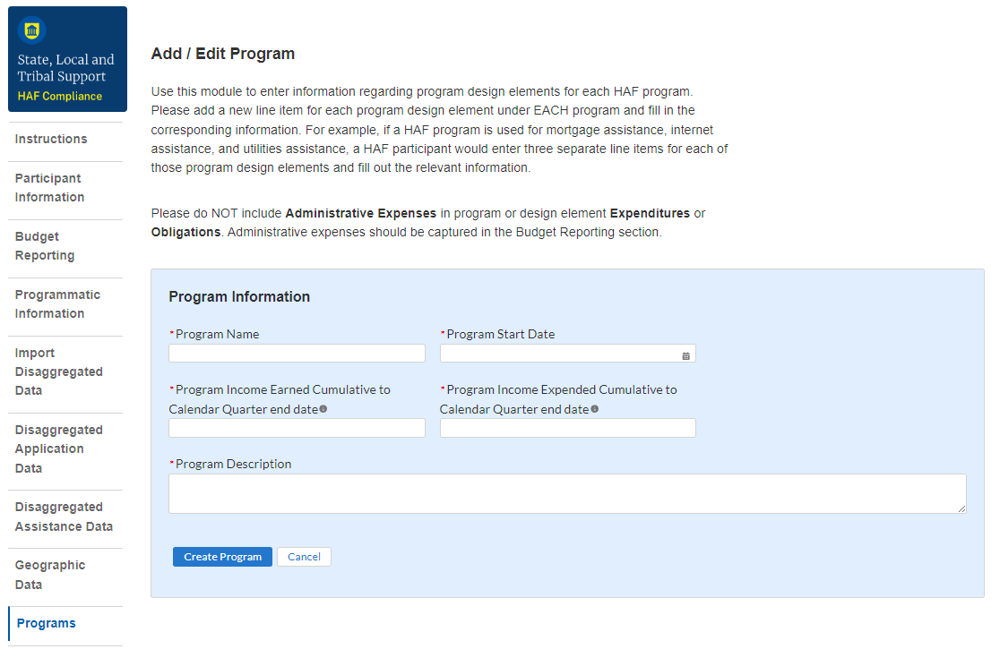 State, Local and
Tribal Support
HAF Compliance
Instructions
Participant
Information
Budget
Reporting
Programmatic
Information
Import
Disaggregated
Data
Disaggregated
Application
Data
Disaggregated
Assistance Data
Geographic
Data
Programs
Add / Edit Program
Use this module to enter information regarding program design elements for each HAF program.
Please add a new line item for each program design element under EACH program and fill in the
corresponding information. For example, if a HAF program is used for mortgage assistance, internet
assistance, and utilities assistance, a HAF participant would enter three separate line items for each of
those program design elements and fill out the relevant information.
Please do NOT include Administrative Expenses in program or design element Expenditures or
Obligations. Administrative expenses should be captured in the Budget Reporting section.
Program Information
*Program Name
*Program Start Date
*Program Income Earned Cumulative to
Calendar Quarter end date
*Program Income Expended Cumulative to
Calendar Quarter end date
*Program Description
Create Program
Cancel